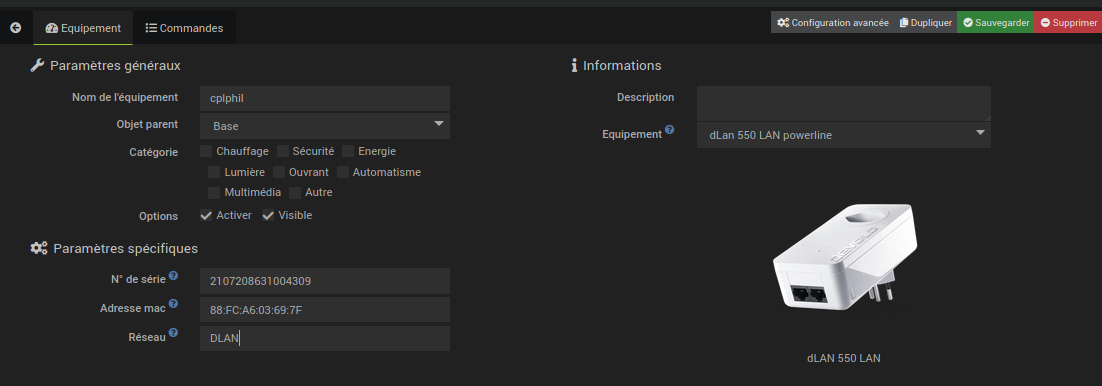 Equipement Commandes Configuration avancée Dupliquer Sauvegarder Supprimer
Paramètres généraux
Nom de l'équipement cplphil
Objet parent Base
Catégorie Chauffage Sécurité Energie
Lumière Ouvrant Automatisme
Multimédia Autre
Options Activer Visible
Paramètres spécifiques
N° de série ? 2107208631004309
Adresse mac ? 88:FC:A6:03:69:7F
Réseau ? DLAN
Informations
Description
Equipement ? dLan 550 LAN powerline
devolo
dLAN 550 LAN